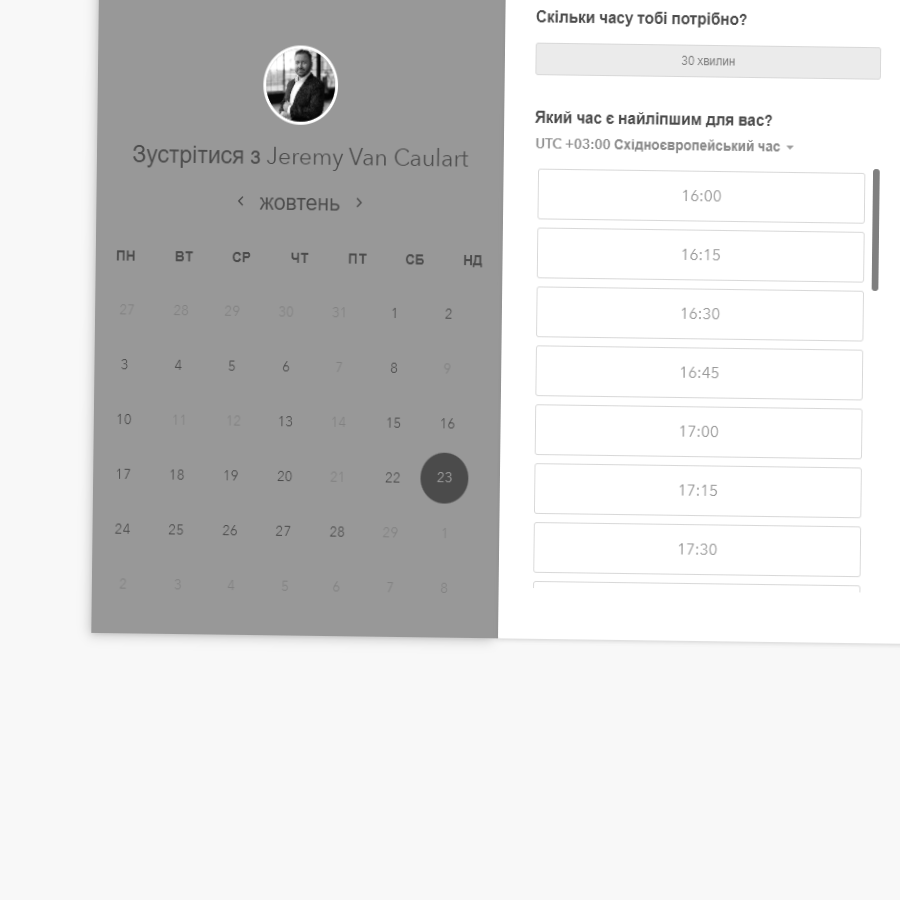 Зустрітися з Jeremy Van Caulart
жовтень
ПН ВТ СР ЧТ ПТ СБ НД
27 28 29 30 31 1 2
3 4 5 6 7 8 9
10 11 12 13 14 15 16
17 18 19 20 21 22 23
24 25 26 27 28 29 1
2 3 4 5 6 7 8
Скільки часу тобі потрібно?
30 хвилин
Який час є найліпшим для вас?
UTC +03:00 Східноєвропейський час
16:00
16:15
16:30
16:45
17:00
17:15
17:30